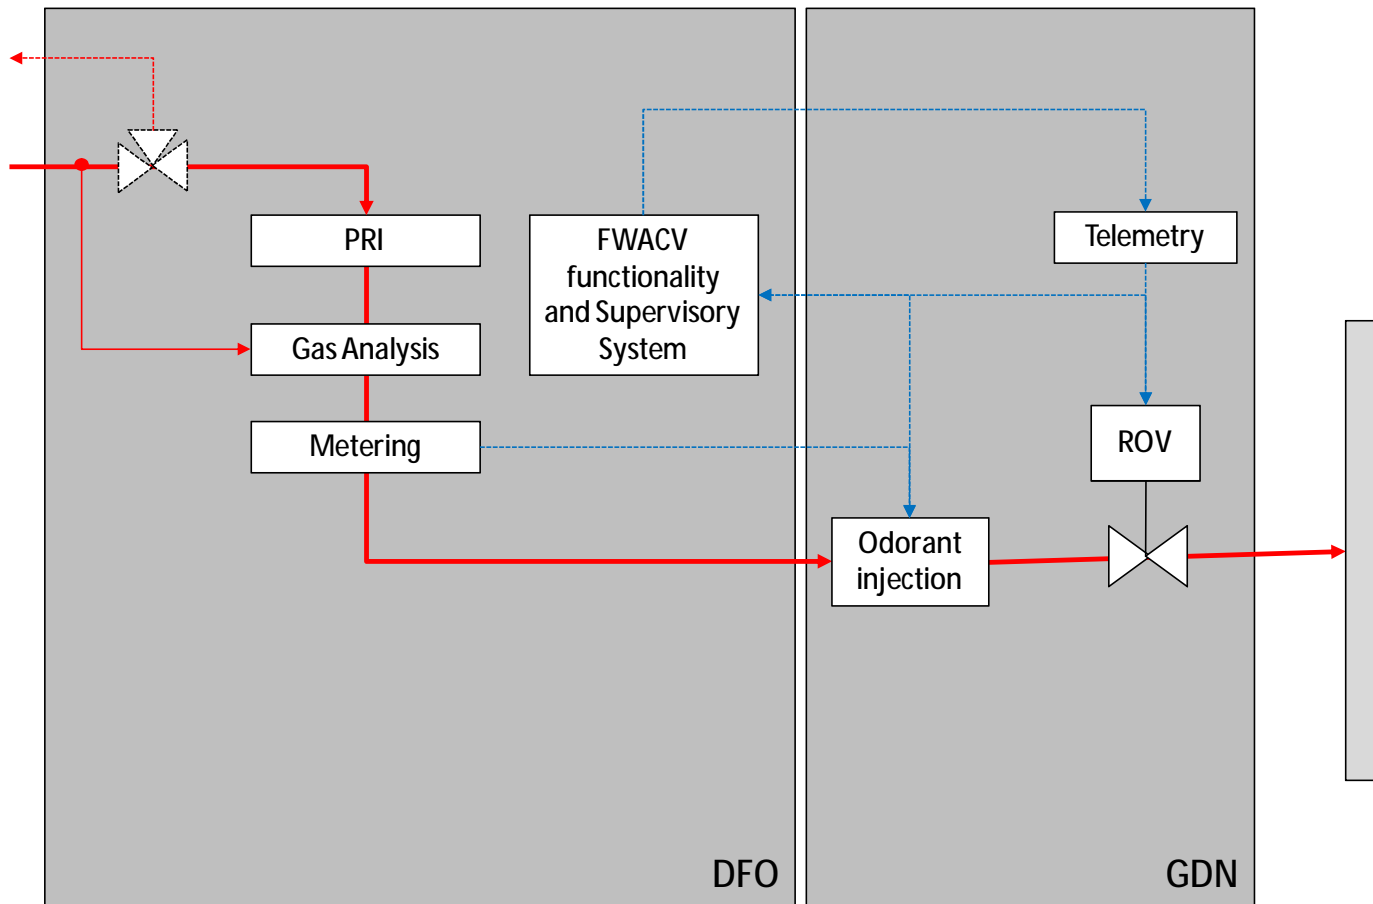 PRI
Gas Analysis
Metering
FWACV
functionality
and Supervisory
System
Telemetry
ROV
Odorant
injection
DFO
GDN